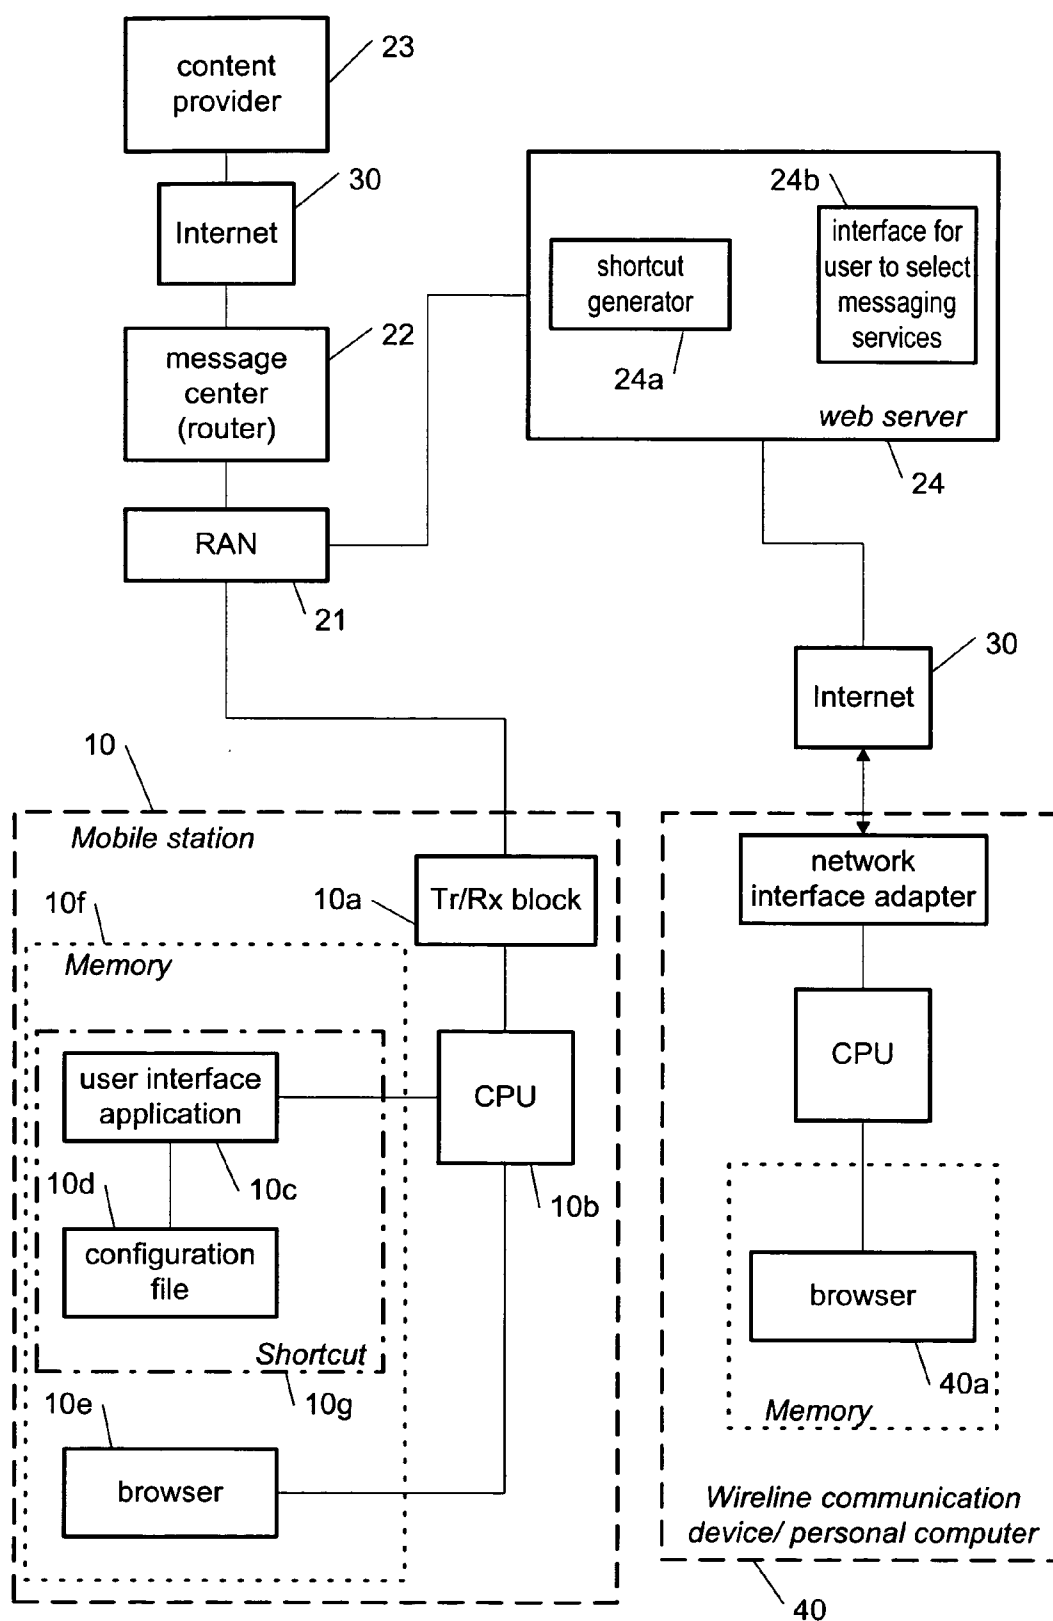 content
provider
23
30
Internet
message
center
(router)
22
RAN
21
24b
shortcut
generator
24a
interface for
user to select
messaging
services
web server
24
30
Internet
10
Mobile station
10f
10a
Tr/Rx block
Memory
user interface
application
CPU
10d
10c
10b
configuration
file
Shortcut
10e
10g
browser
network
interface adapter
CPU
browser
40a
Memory
Wireline communication
device/ personal computer
40